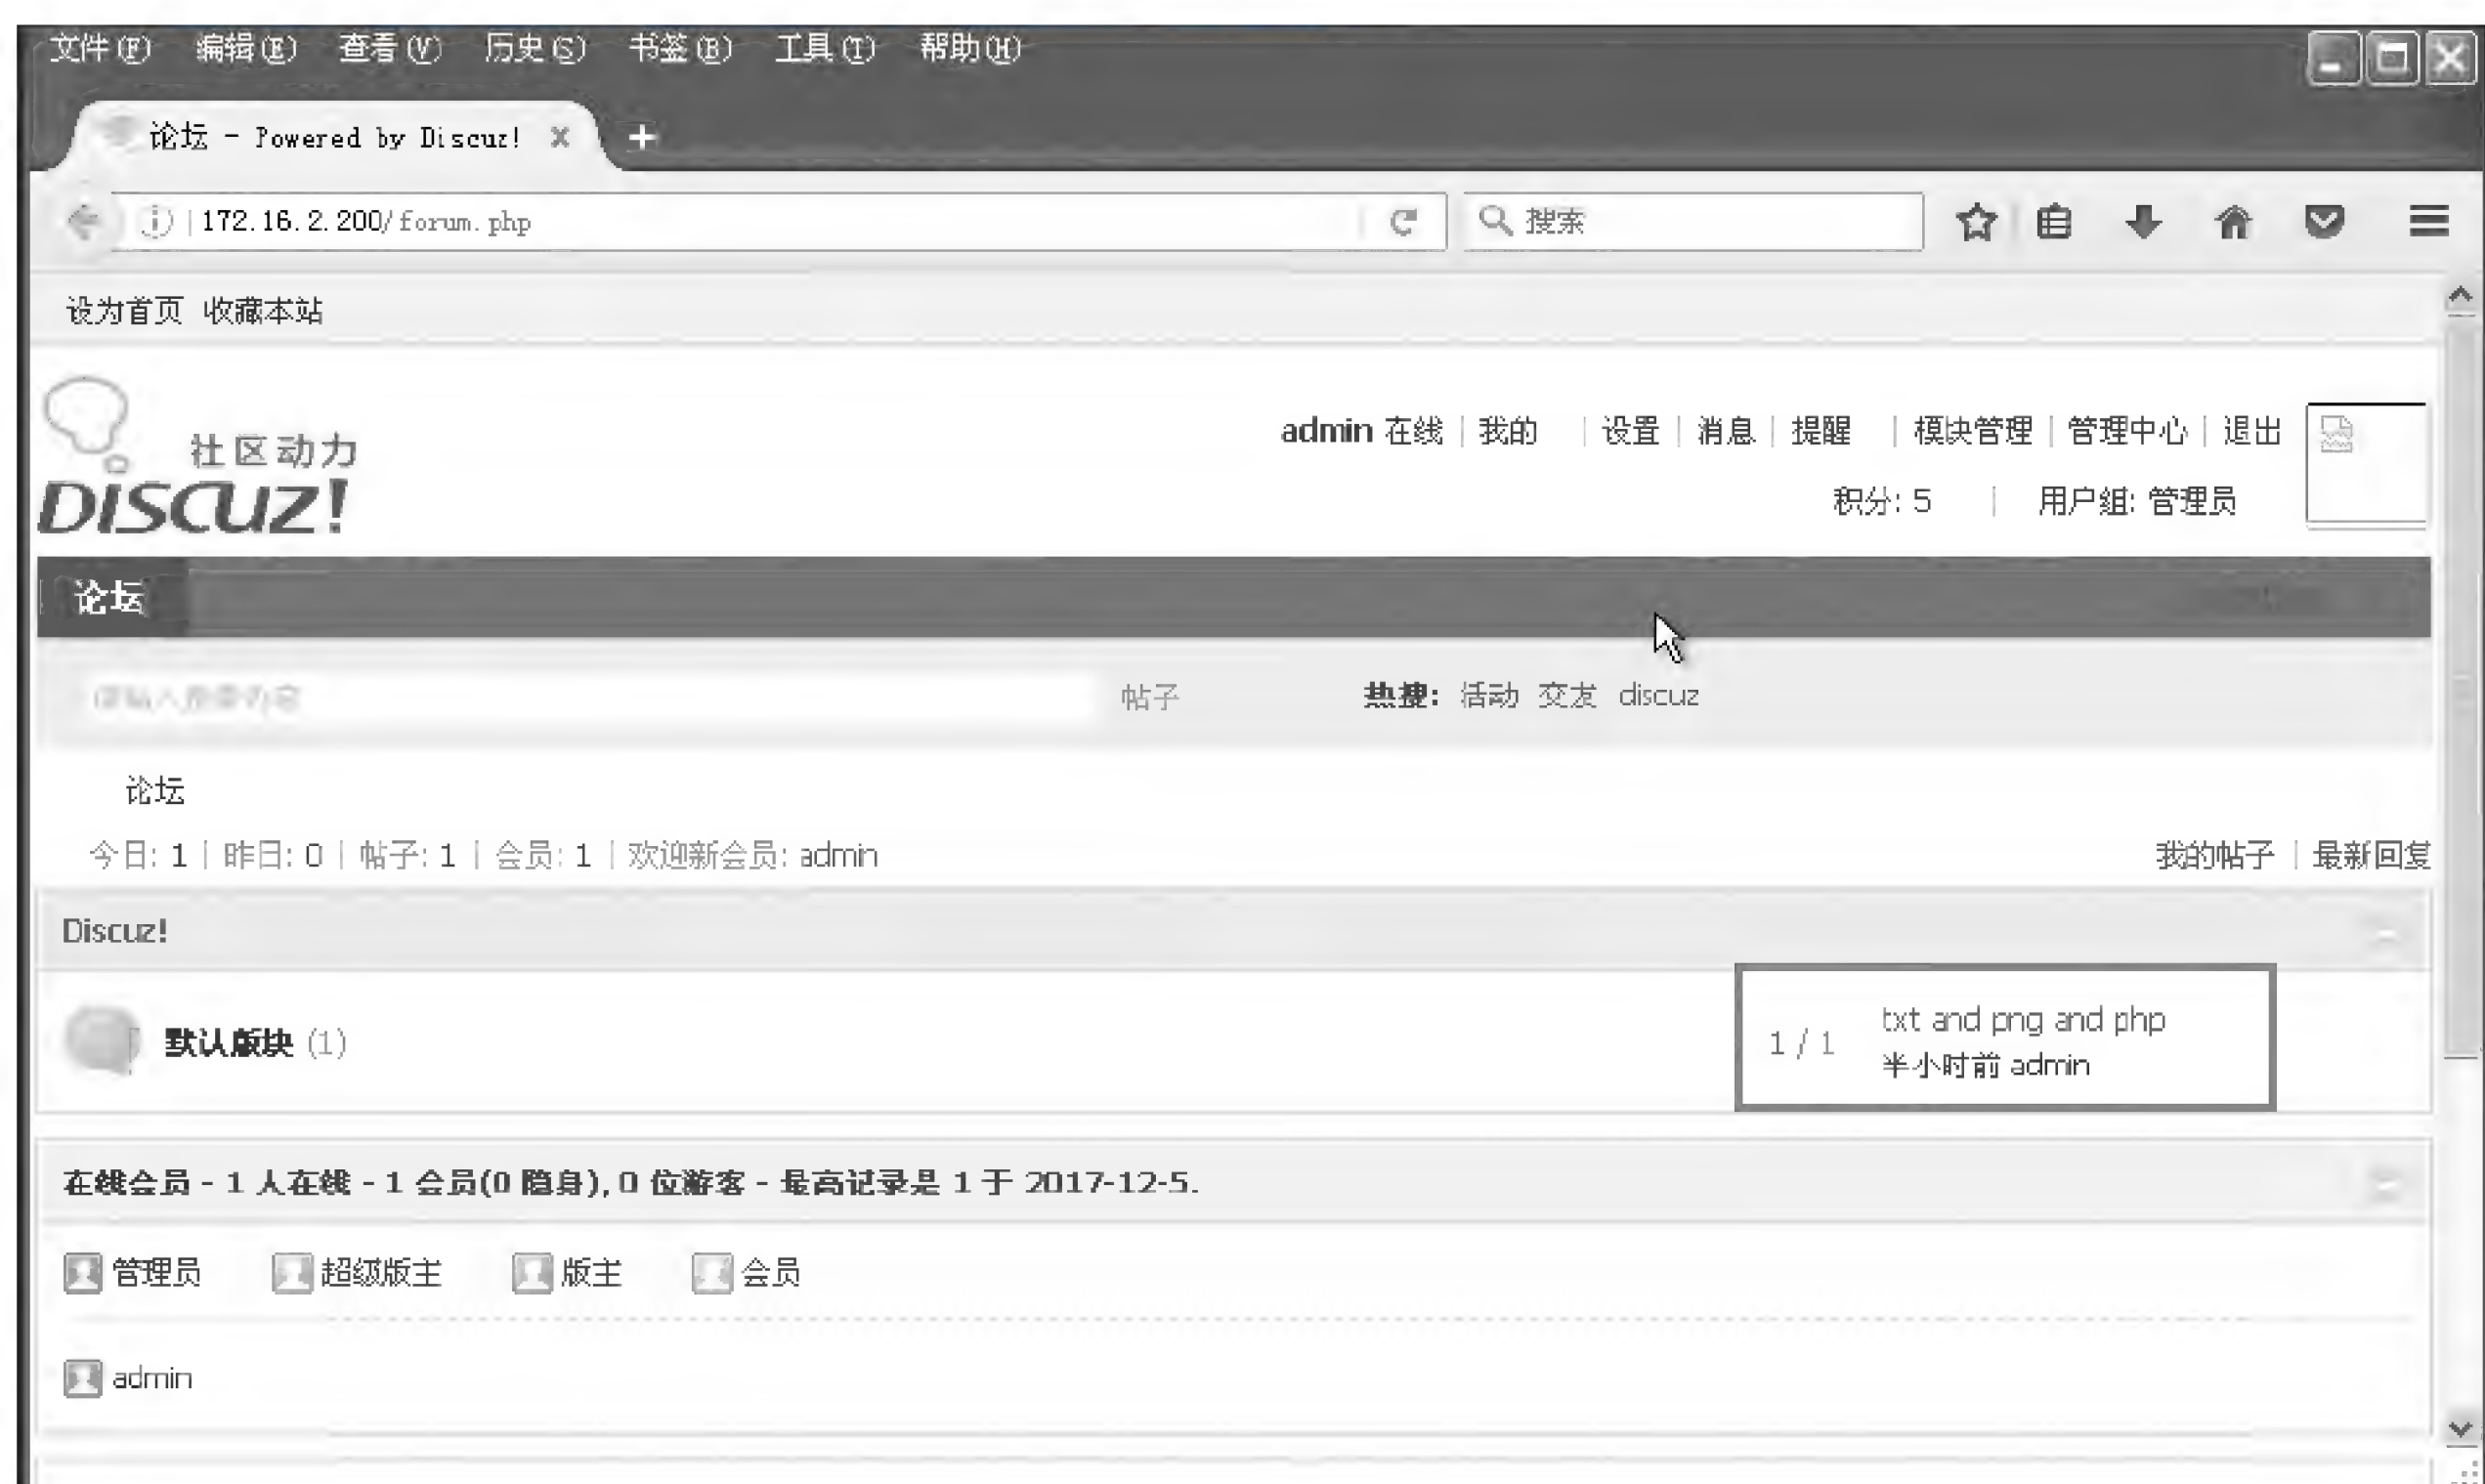 文件(F) 编辑(E) 查看(V) 历史(S) 书签(B) 工具(T) 帮助(H)
论坛 - Powered by Discuz!
172.16.2.200/forum.php 搜索
设为首页 收藏本站
社区动力
DISCUZ!
admin 在线 | 我的 | 设置 | 消息 | 提醒 | 模块管理 | 管理中心 | 退出
积分: 5 | 用户组: 管理员
论坛
请输入搜索内容 帖子 热搜: 活动 交友 discuz
论坛
今日: 1 | 昨日: 0 | 帖子: 1 | 会员: 1 | 欢迎新会员: admin 我的帖子 | 最新回复
Discuz!
默认版块 (1) 1 / 1 txt and png and php
半小时前 admin
在线会员 - 1 人在线 - 1 会员(0 隐身), 0 位游客 - 最高记录是 1 于 2017-12-5.
管理员 超级版主 版主 会员
admin